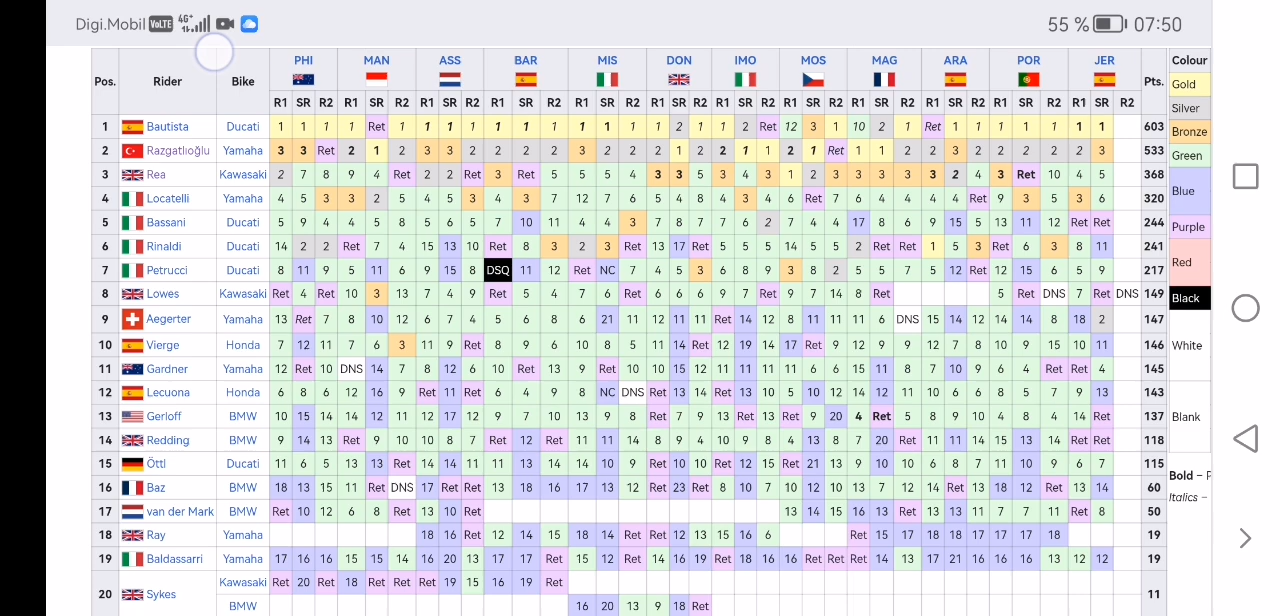 Digi.Mobil VoLTE 4G+ 55 % 07:50
PHI MAN ASS BAR MIS DON IMO MOS MAG ARA POR JER Colour
Pos. Rider Bike Pts. Gold
R1 SR R2 R1 SR R2 R1 SR R2 R1 SR R2 R1 SR R2 R1 SR R2 R1 SR R2 R1 SR R2 R1 SR R2 R1 SR R2 R1 SR R2 R1 SR R2 Silver
1 Bautista Ducati 1 1 1 1 Ret 1 1 1 1 1 1 1 1 1 1 1 2 1 1 2 Ret 12 3 1 10 2 1 Ret 1 1 1 1 1 1 1 603 Bronze
2 Razgatlıoğlu Yamaha 3 3 Ret 2 1 2 3 3 2 2 2 2 3 2 2 2 1 2 2 1 1 2 1 Ret 1 1 2 2 3 2 2 2 2 2 3 533 Green
3 Rea Kawasaki 2 7 8 9 4 Ret 2 2 Ret 3 Ret 5 5 5 4 3 3 5 3 4 3 1 2 3 3 3 3 3 2 4 3 Ret 10 4 5 368 Blue
4 Locatelli Yamaha 4 5 3 3 2 5 4 5 3 4 3 7 12 7 6 5 4 8 4 3 4 6 Ret 7 6 4 4 4 4 Ret 9 3 5 3 6 320
5 Bassani Ducati 5 9 4 4 5 8 6 5 5 7 10 11 4 4 3 7 8 7 7 6 2 7 4 4 17 8 6 9 15 5 13 11 12 Ret Ret 244 Purple
6 Rinaldi Ducati 14 2 2 Ret 7 4 15 13 10 Ret 8 3 2 3 Ret 13 17 Ret 5 5 5 14 5 5 2 Ret Ret 1 5 3 Ret 6 3 8 11 241 Red
7 Petrucci Ducati 8 11 9 5 11 6 9 15 8 DSQ 11 12 Ret NC 7 4 5 3 6 8 9 3 8 2 5 5 7 5 12 Ret 12 15 6 5 9 217
8 Lowes Kawasaki Ret 4 Ret 10 3 13 7 4 9 Ret 5 4 7 6 Ret 6 6 6 9 7 Ret 9 7 14 8 Ret 5 Ret DNS 7 Ret DNS 149 Black
9 Aegerter Yamaha 13 Ret 7 8 10 12 6 7 4 5 6 8 6 21 11 12 11 11 Ret 14 12 8 11 11 11 6 DNS 15 14 12 14 14 8 18 2 147
10 Vierge Honda 7 12 11 7 6 3 11 9 Ret 8 9 6 10 8 5 11 14 Ret 12 19 14 17 Ret 9 12 9 9 12 7 8 10 9 15 10 11 146 White
11 Gardner Yamaha 12 Ret 10 DNS 14 7 8 12 6 10 Ret 13 9 Ret 10 10 15 12 11 11 11 11 6 6 15 11 8 7 10 9 6 4 Ret Ret 4 145
12 Lecuona Honda 6 8 6 12 16 9 Ret 11 Ret 6 4 9 8 NC DNS Ret 13 14 Ret 13 10 5 10 12 14 12 11 10 6 6 8 5 7 9 13 143
13 Gerloff BMW 10 15 14 14 12 11 12 17 12 9 7 10 13 9 8 Ret 7 9 13 Ret 13 Ret 9 20 4 Ret 5 8 9 10 4 8 4 14 Ret 137 Blank
14 Redding BMW 9 14 13 Ret 9 10 10 8 7 Ret 12 Ret 11 11 14 8 9 4 10 9 8 4 13 8 7 20 Ret 11 11 14 15 13 14 Ret Ret 118
15 Öttl Ducati 11 6 5 13 13 Ret 14 14 11 11 13 14 14 10 9 Ret 10 10 Ret 12 15 Ret 21 13 9 10 10 6 8 7 11 10 9 6 7 115 Bold –
16 Baz BMW 18 13 15 11 Ret DNS 17 Ret Ret 13 18 16 17 13 12 Ret 23 Ret 8 10 7 10 12 10 13 7 12 14 Ret 13 18 12 Ret 13 14 60 Italics –
17 van der Mark BMW Ret 10 12 6 8 Ret 13 10 Ret 13 14 15 16 13 Ret 13 13 11 7 7 11 Ret 8 50
18 Ray Yamaha 18 16 Ret 12 14 15 18 14 Ret Ret 12 13 15 16 6 Ret 15 17 18 18 17 17 17 18 19
19 Baldassarri Yamaha 17 16 16 15 15 14 16 20 13 17 17 Ret 15 12 Ret 14 16 19 Ret 18 16 16 Ret Ret Ret 14 13 17 21 16 16 16 13 12 12 19
20 Sykes Kawasaki Ret 20 Ret 18 Ret Ret Ret 19 15 16 19 Ret 11
BMW 16 20 13 9 18 Ret